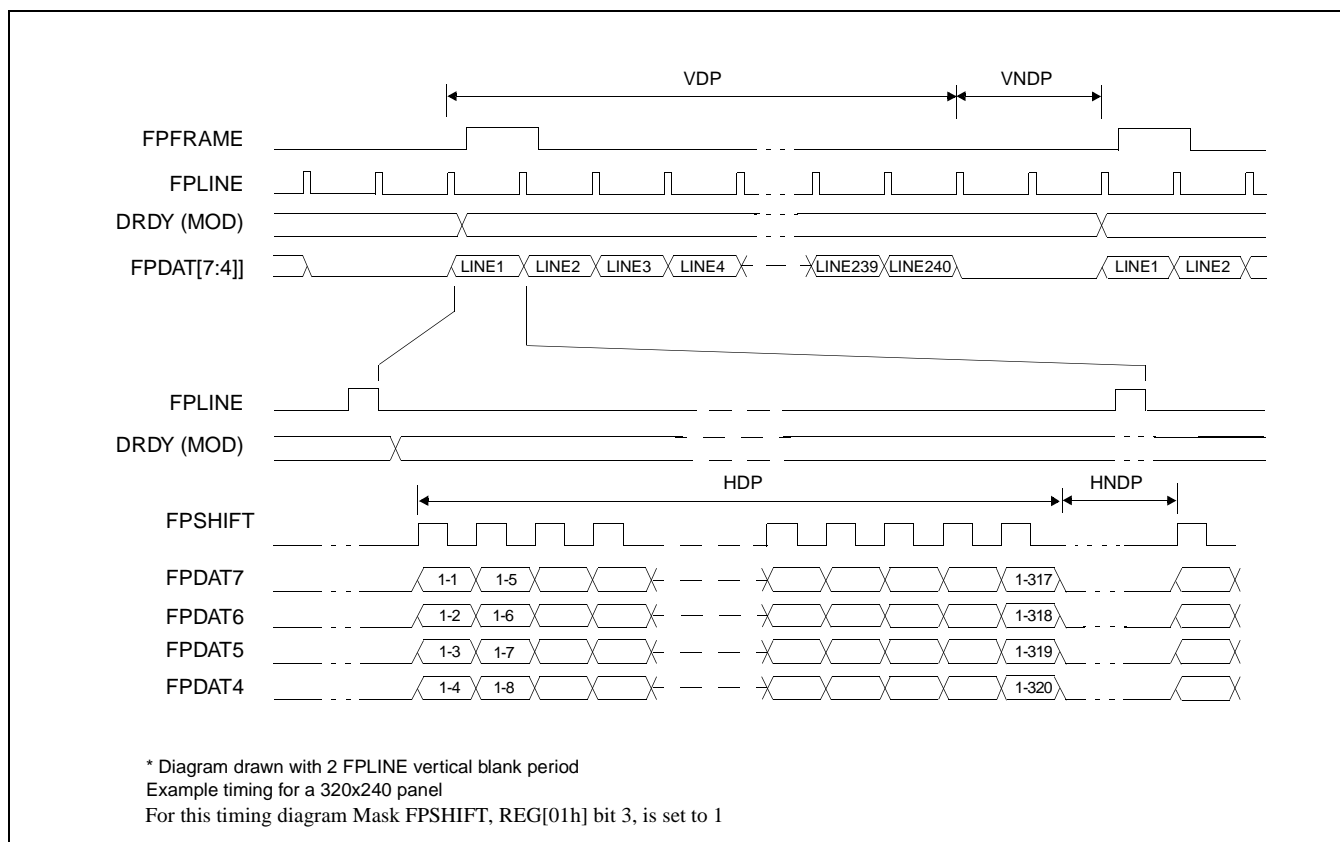 VDP VNDP
FPFRAME
FPLINE
DRDY (MOD)
FPDAT[7:4]] LINE1 LINE2 LINE3 LINE4 LINE239 LINE240 LINE1 LINE2
FPLINE
DRDY (MOD)
HDP HNDP
FPSHIFT
FPDAT7 1-1 1-5 1-317
FPDAT6 1-2 1-6 1-318
FPDAT5 1-3 1-7 1-319
FPDAT4 1-4 1-8 1-320
* Diagram drawn with 2 FPLINE vertical blank period
Example timing for a 320x240 panel
For this timing diagram Mask FPSHIFT, REG[01h] bit 3, is set to 1